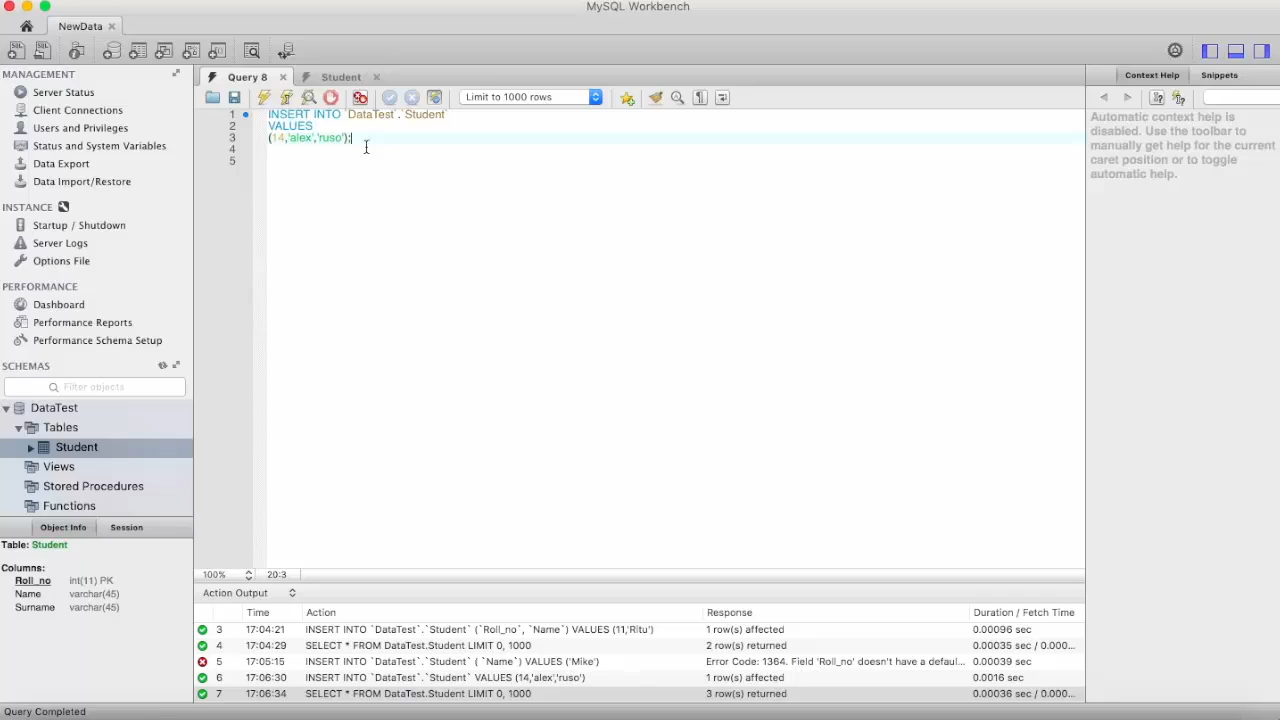 MySQL Workbench
NewData
MANAGEMENT
Server Status
Client Connections
Users and Privileges
Status and System Variables
Data Export
Data Import/Restore
INSTANCE
Startup / Shutdown
Server Logs
Options File
PERFORMANCE
Dashboard
Performance Reports
Performance Schema Setup
SCHEMAS
Filter objects
DataTest
Tables
Student
Views
Stored Procedures
Functions
Object Info Session
Table: Student
Columns:
Roll_no int(11) PK
Name varchar(45)
Surname varchar(45)
Query Completed
Query 8 Student
Limit to 1000 rows
1 INSERT INTO `DataTest`.`Student`
2 VALUES
3 (14,'alex','ruso');
4
5
100% 20:3
Action Output
Time Action Response Duration / Fetch Time
3 17:04:21 INSERT INTO `DataTest`.`Student` (`Roll_no`, `Name`) VALUES (11,'Ritu') 1 row(s) affected 0.00096 sec
4 17:04:29 SELECT * FROM DataTest.Student LIMIT 0, 1000 2 row(s) returned 0.00035 sec / 0.000...
5 17:05:15 INSERT INTO `DataTest`.`Student` ( `Name`) VALUES ('Mike') Error Code: 1364. Field 'Roll_no' doesn't have a defaul... 0.00039 sec
6 17:06:30 INSERT INTO `DataTest`.`Student` VALUES (14,'alex','ruso') 1 row(s) affected 0.0016 sec
7 17:06:34 SELECT * FROM DataTest.Student LIMIT 0, 1000 3 row(s) returned 0.00036 sec / 0.000...
Context Help Snippets
Automatic context help is
disabled. Use the toolbar to
manually get help for the current
caret position or to toggle
automatic help.